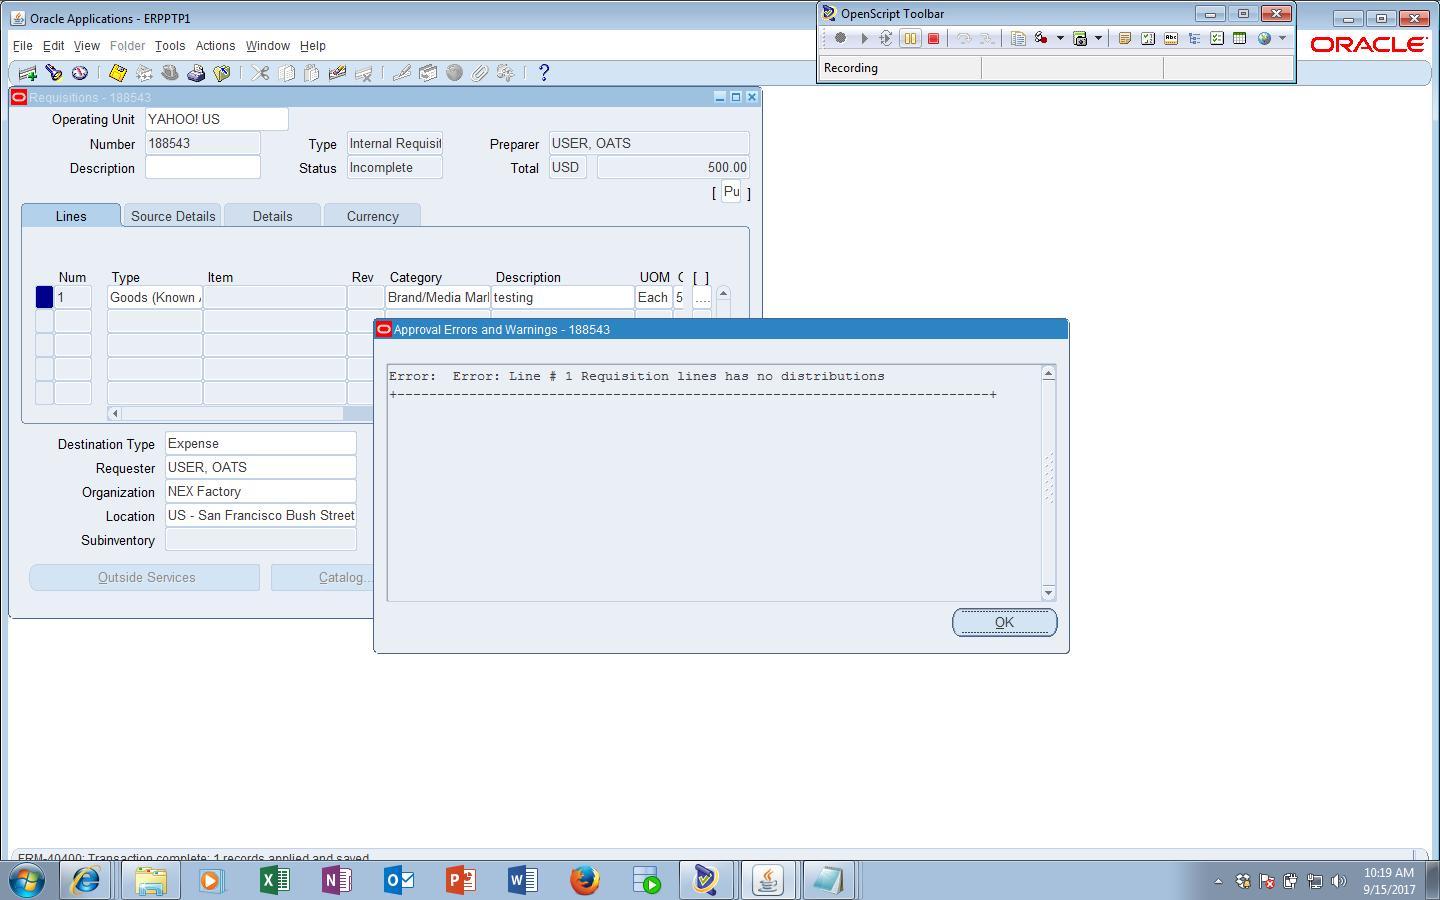 Oracle Applications - ERPPTP1
OpenScript Toolbar
File Edit View Folder Tools Actions Window Help
ORACLE
Recording
Requisitions - 188543
Operating Unit YAHOO! US
Number 188543 Type Internal Requisit Preparer USER, OATS
Description Status Incomplete Total USD 500.00
[ Pu ]
Lines Source Details Details Currency
Num Type Item Rev Category Description UOM [ ]
1 Goods (Known Brand/Media Mar testing Each 5 ....
Approval Errors and Warnings - 188543
Error: Error: Line # 1 Requisition lines has no distributions
+--------------------------------------------------------------------------+
Destination Type Expense
Requester USER, OATS
Organization NEX Factory
Location US - San Francisco Bush Street
Subinventory
Outside Services Catalog...
OK
FRM-40400: Transaction complete: 1 records applied and saved
10:19 AM
9/15/2017